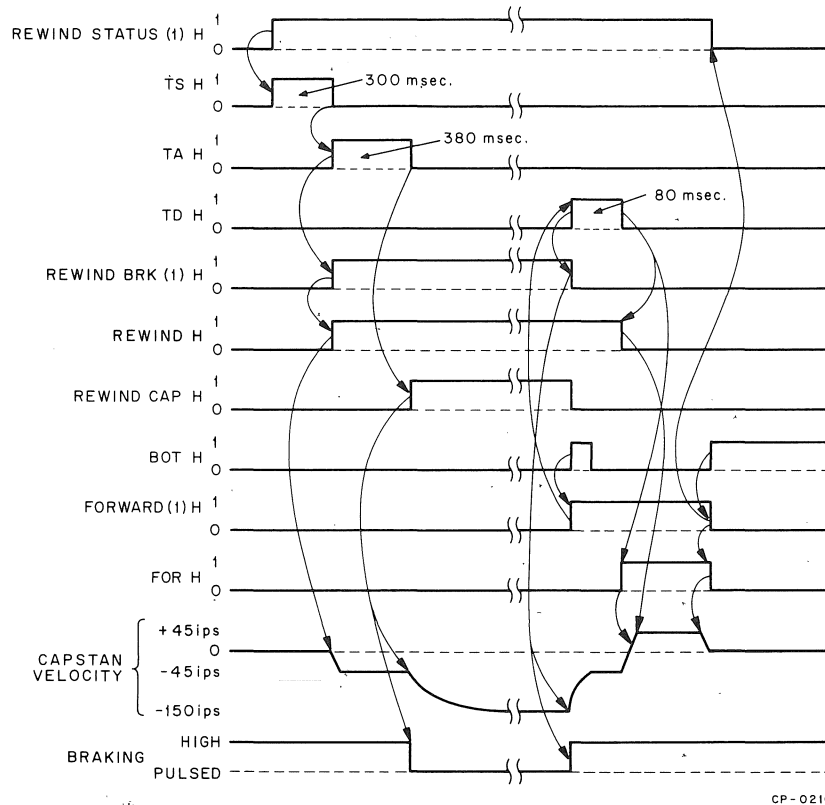 REWIND STATUS (1) H 1
0
TS H 1
0
300 msec.
TA H 1
0
380 msec.
TD H 1
0
80 msec.
REWIND BRK (1) H 1
0
REWIND H 1
0
REWIND CAP H 1
0
BOT H 1
0
FORWARD (1) H 1
0
FOR H 1
0
CAPSTAN VELOCITY
+45ips
0
-45ips
-150ips
BRAKING
HIGH
PULSED
CP-0210